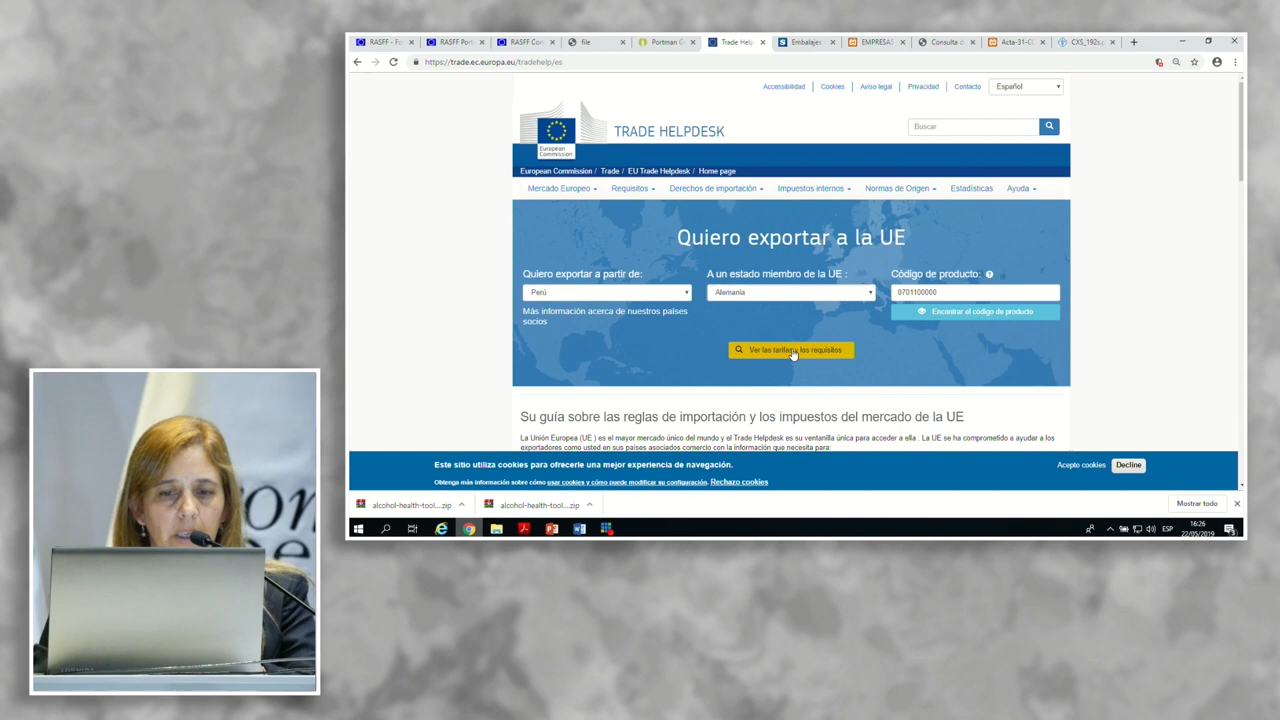 RASFF - Fo
RASFF Port
RASFF Con
file
Portman G
Trade Help
Embalajes
EMPRESAS
Consulta d
Acta-31-C
CXS_192s.p
https://trade.ec.europa.eu/tradehelp/es
Accessibilidad
Cookies
Aviso legal
Privacidad
Contacto
Español
European
Commission
TRADE HELPDESK
Buscar
European Commission / Trade / EU Trade Helpdesk / Home page
Mercado Europeo
Requisitos
Derechos de importación
Impuestos internos
Normas de Origen
Estadísticas
Ayuda
Quiero exportar a la UE
Quiero exportar a partir de:
A un estado miembro de la UE :
Código de producto:
Perú
Alemania
0701100000
Más información acerca de nuestros países
socios
Encontrar el código de producto
Ver las tarifas y los requisitos
Su guía sobre las reglas de importación y los impuestos del mercado de la UE
La Unión Europea (UE ) es el mayor mercado único del mundo y el Trade Helpdesk es su ventanilla única para acceder a ella . La UE se ha comprometido a ayudar a los
exportadores como usted en sus países asociados comercio con la información que necesita para:
Este sitio utiliza cookies para ofrecerle una mejor experiencia de navegación.
Acepto cookies
Decline
Obtenga más información sobre cómo usar cookies y cómo puede modificar su configuración. Rechazo cookies
alcohol-health-tool....zip
alcohol-health-tool....zip
Mostrar todo
ESP
16:26
22/05/2019
TOSHIBA